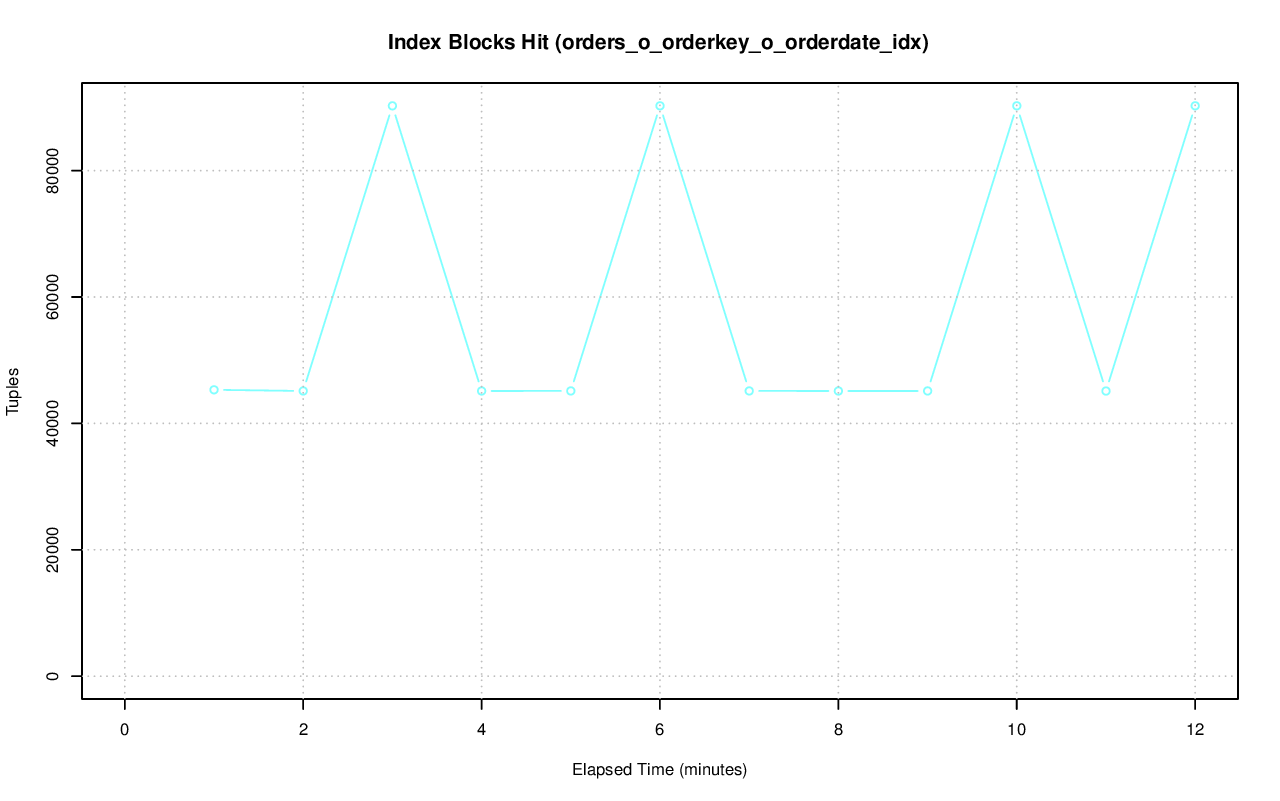 Index Blocks Hit (orders_o_orderkey_o_orderdate_idx)
Tuples
80000
60000
40000
20000
0
0 2 4 6 8 10 12
Elapsed Time (minutes)